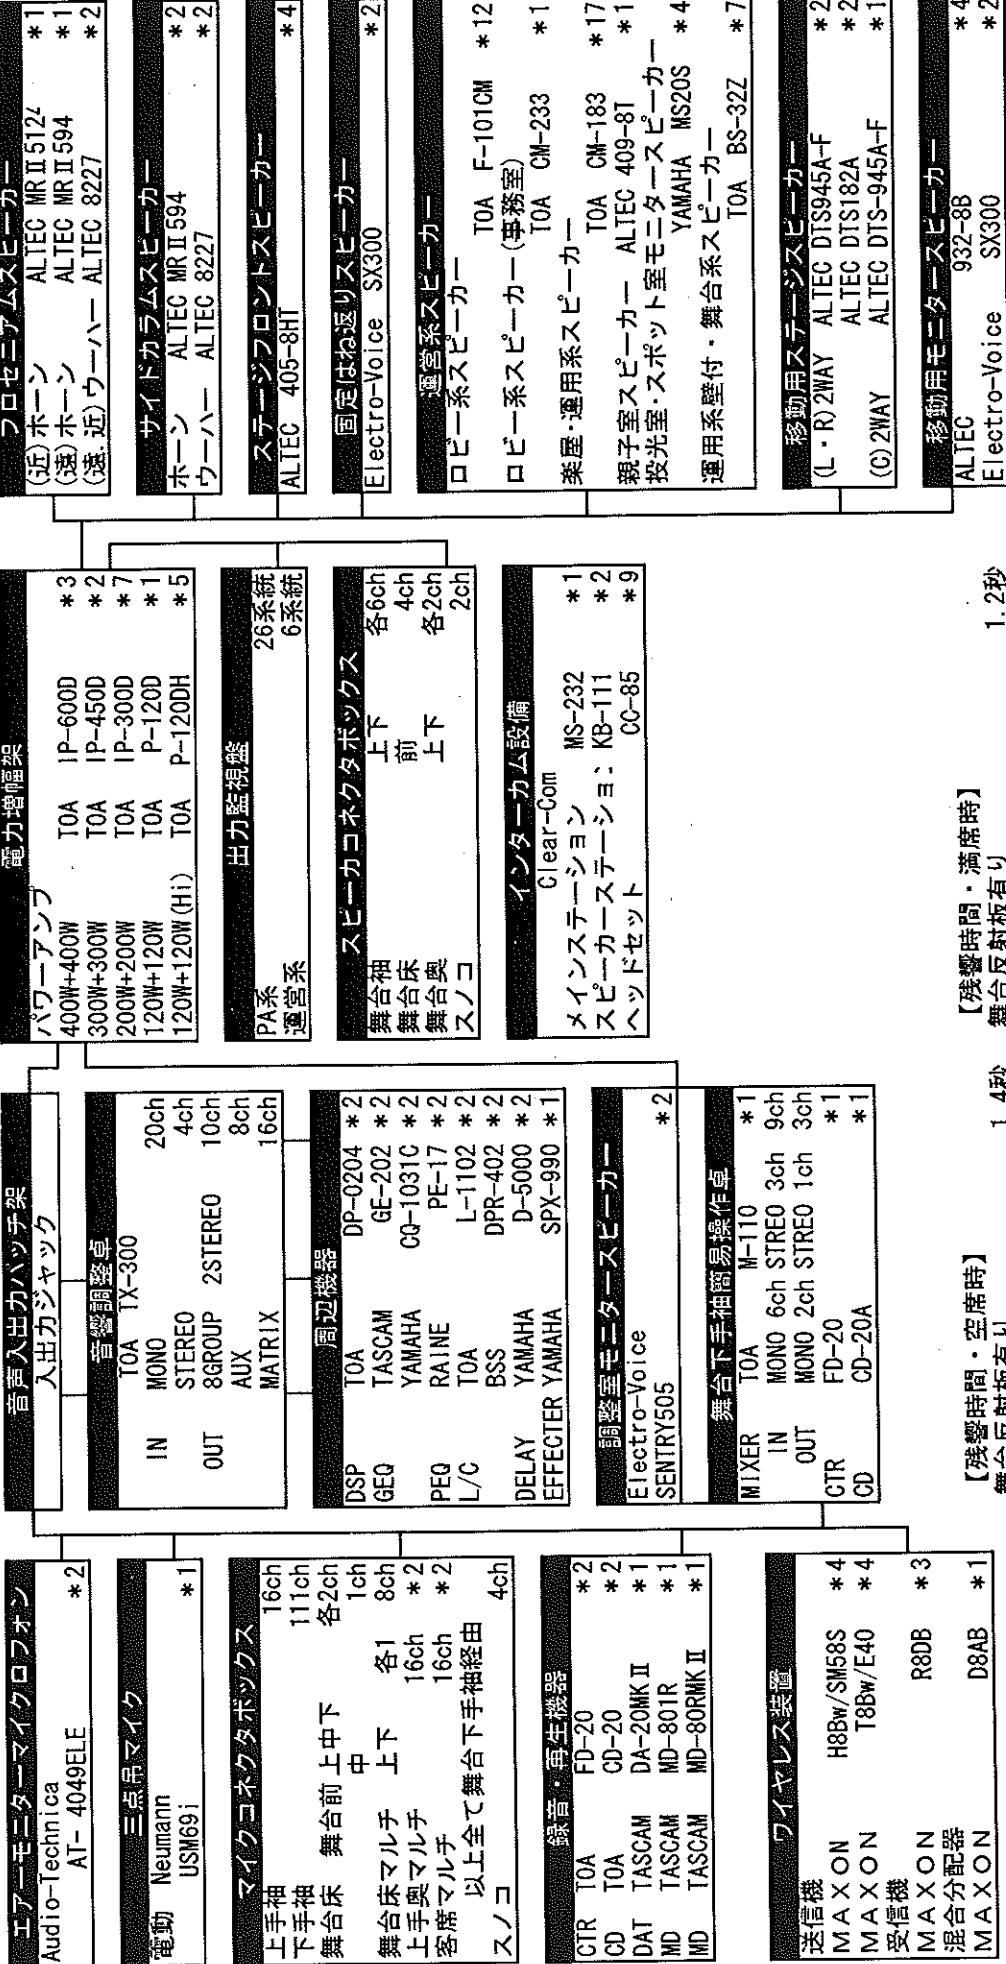 エアーモニターマイクロフォン
Audio-Technica
AT- 4049ELE *2
三点吊マイク
電動 Neumann
USM69i *1
マイクコネクタボックス
上手袖 16ch
下手袖 111ch
舞台床 舞台前 上中下 各2ch
中 1ch
舞台床マルチ 上下 各1 8ch
上手奥マルチ 16ch *2
客席マルチ 16ch *2
以上全て舞台下手袖経由
スノコ 4ch
録音・再生機器
CTR TOA FD-20 *2
CD TOA CD-20 *2
DAT TASCAM DA-20MKⅡ *1
MD TASCAM MD-801R *1
MD TASCAM MD-80RMKⅡ *1
ワイヤレス装置
送信機
MAXON H8Bw/SM58S *4
MAXON T8Bw/E40 *4
受信機
MAXON R8DB *3
混合分配器
MAXON D8AB *1
音声入出力パッチ架
入出力ジャック
音響調整卓
TOA TX-300
IN MONO 20ch
STEREO 4ch
OUT 8GROUP 2STEREO 10ch
AUX 8ch
MATRIX 16ch
周辺機器
DSP TOA DP-0204 *2
GEQ TASCAM GE-202 *2
YAMAHA CQ-1031C *2
PEQ RAINE PE-17 *2
L/C TOA L-1102 *2
BSS DPR-402 *2
DELAY YAMAHA D-5000 *2
EFFECTER YAMAHA SPX-990 *1
調整室モニタースピーカー
Electro-Voice
SENTRY505 *2
舞台下手袖簡易操作卓
MIXER TOA M-110 *1
IN MONO 6ch STREO 3ch 9ch
OUT MONO 2ch STREO 1ch 3ch
CTR FD-20 *1
CD CD-20A *1
【残響時間・空席時】
舞台反射板有り 1.4秒
電力増幅架
パワーアンプ
400W+400W TOA IP-600D *3
300W+300W TOA IP-450D *2
200W+200W TOA IP-300D *7
120W+120W TOA P-120D *1
120W+120W(Hi) TOA P-120DH *5
出力監視盤
PA系 26系統
運営系 6系統
スピーカコネクタボックス
舞台袖 上下 各6ch
舞台床 前 4ch
舞台奥 上下 各2ch
スノコ 2ch
インターカム設備
Clear-Com
メインステーション MS-232 *1
スピーカーステーション KB-111 *2
ヘッドセット CC-85 *9
【残響時間・満席時】
舞台反射板有り 1.2秒
プロセニアムスピーカー
(近)ホーン ALTEC MRⅡ5124 *1
(遠)ホーン ALTEC MRⅡ594 *1
(遠.近)ウーハー ALTEC 8227 *2
サイドカラムスピーカー
ホーン ALTEC MRⅡ594 *2
ウーハー ALTEC 8227 *2
ステージフロントスピーカー
ALTEC 405-8HT *4
固定はね返りスピーカー
Electro-Voice SX300 *2
運営系スピーカー
ロビー系スピーカー
TOA F-101CM *12
ロビー系スピーカー(事務室)
TOA CM-233 *1
楽屋・運用系スピーカー
TOA CM-183 *17
親子室スピーカー ALTEC 409-8T *1
投光室・スポット室モニタースピーカー
YAMAHA MS20S *4
運用系壁付・舞台系スピーカー
TOA BS-32Z *7
移動用ステージスピーカー
(L・R)2WAY ALTEC DTS945A-F *2
ALTEC DTS182A *2
(C)2WAY ALTEC DTS-945A-F *1
移動用モニタースピーカー
ALTEC 932-8B *4
Electro-Voice SX300 *2